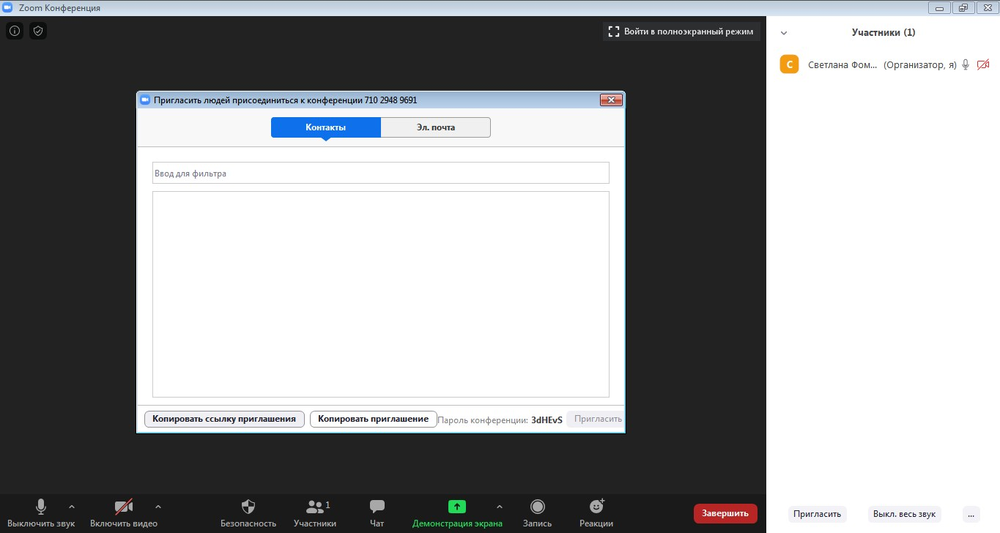 Zoom Конференция
Войти в полноэкранный режим
Участники (1)
С
Светлана Фом... (Организатор, я)
Пригласить людей присоединиться к конференции 710 2948 9691
Контакты
Эл. почта
Ввод для фильтра
Копировать ссылку приглашения
Копировать приглашение
Пароль конференции: 3dHEvS
Пригласить
Выключить звук
Включить видео
Безопасность
1
Участники
Чат
Демонстрация экрана
Запись
Реакции
Завершить
Пригласить
Выкл. весь звук
...